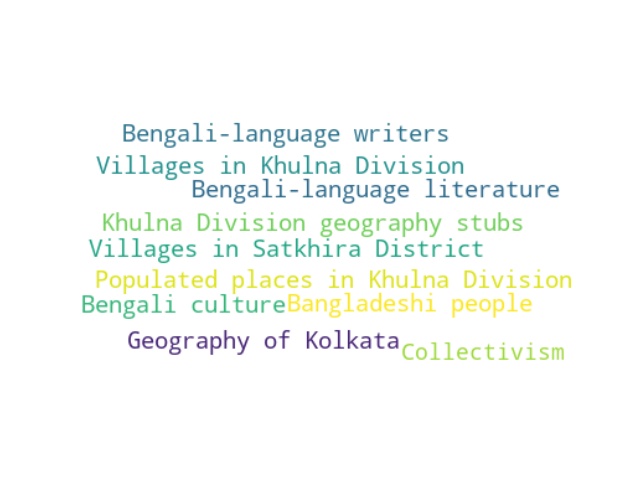 Bengali-language writers
Villages in Khulna Division
Bengali-language literature
Khulna Division geography stubs
Villages in Satkhira District
Populated places in Khulna Division
Bengali culture
Bangladeshi people
Geography of Kolkata
Collectivism